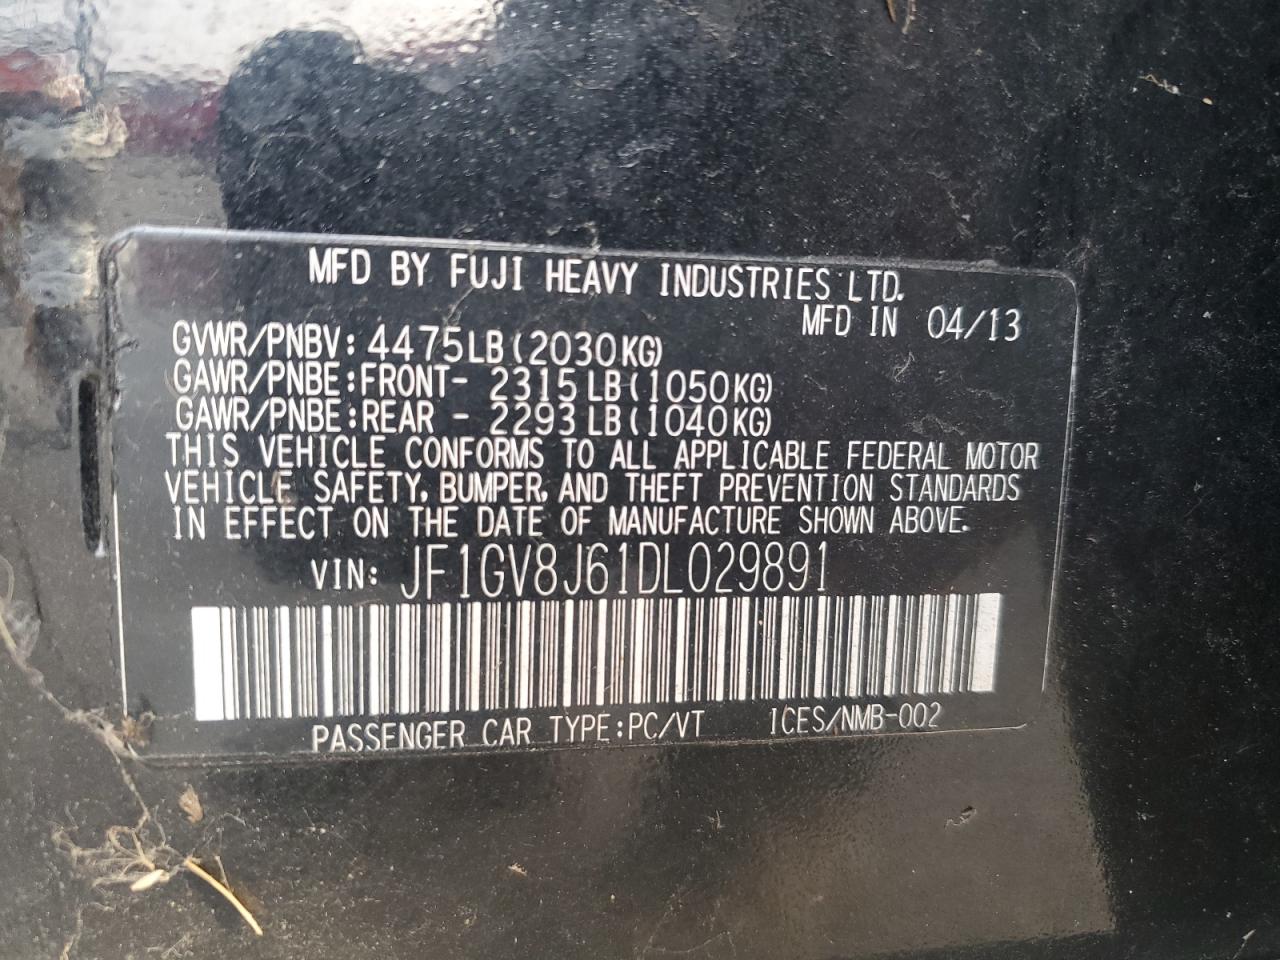 MFD BY FUJI HEAVY INDUSTRIES LTD.
MFD IN 04/13
GVWR/PNBV: 4475LB (2030KG)
GAWR/PNBE: FRONT- 2315LB (1050KG)
GAWR/PNBE: REAR - 2293LB (1040KG)
THIS VEHICLE CONFORMS TO ALL APPLICABLE FEDERAL MOTOR
VEHICLE SAFETY, BUMPER, AND THEFT PREVENTION STANDARDS
IN EFFECT ON THE DATE OF MANUFACTURE SHOWN ABOVE.
VIN: JF1GV8J61DL029891
PASSENGER CAR TYPE:PC/VT ICES/NMB-002